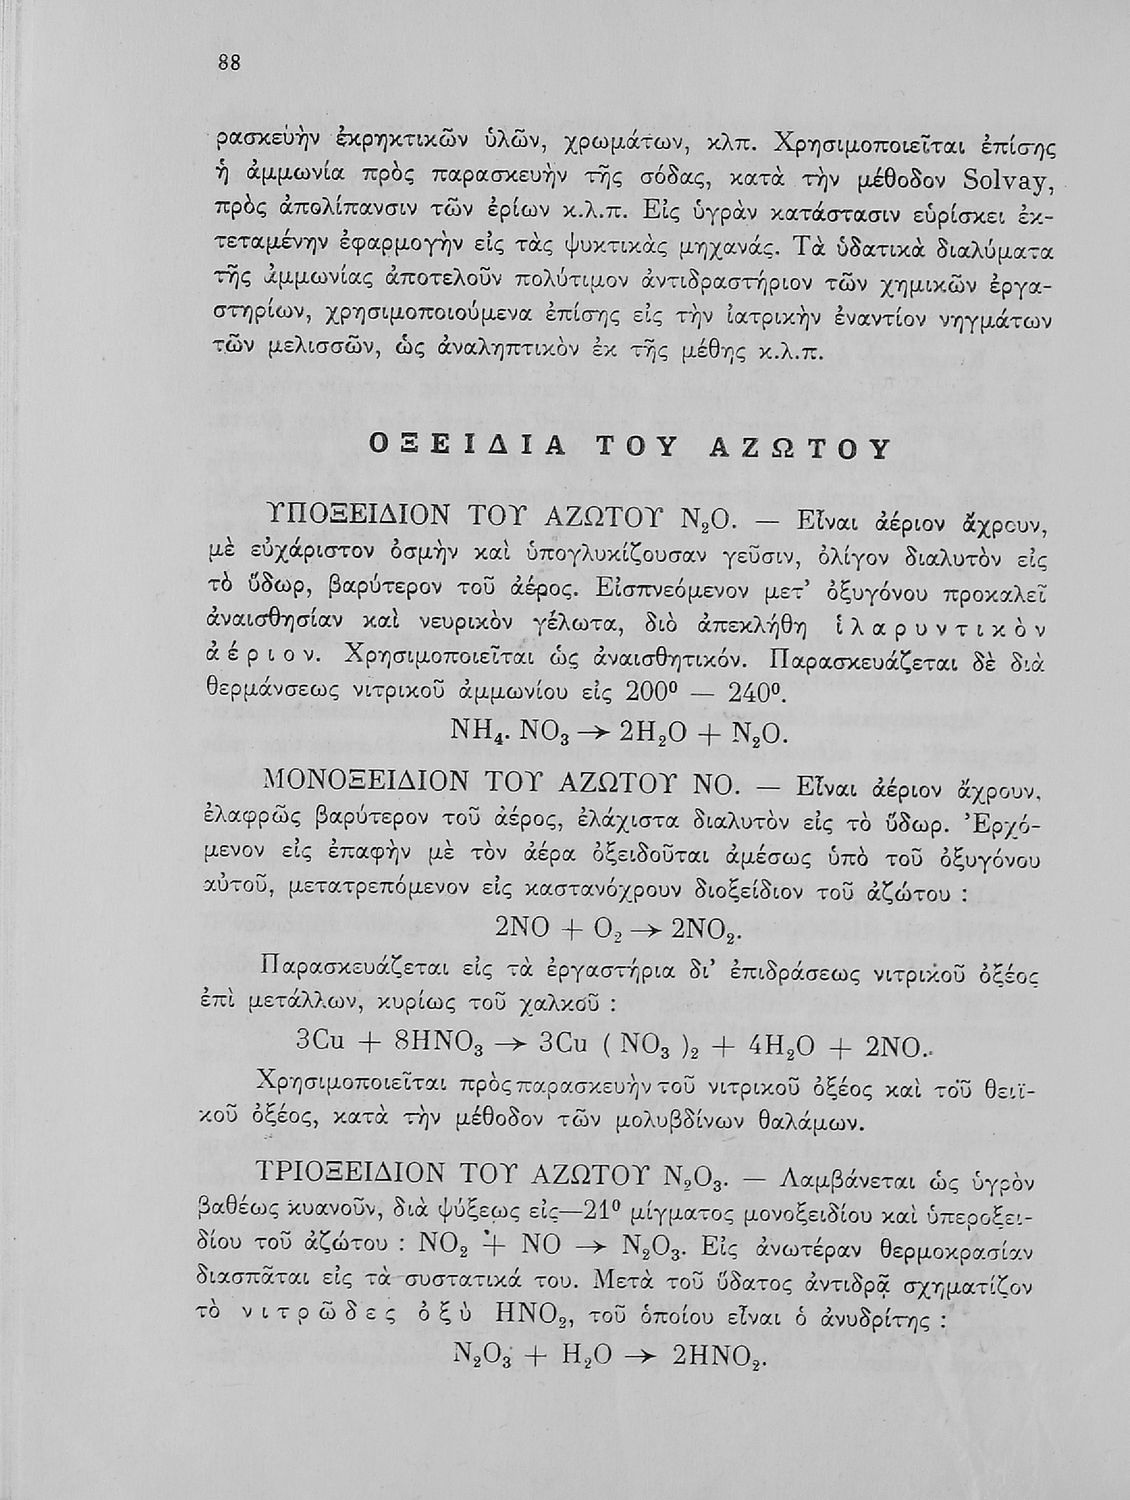 88
ρασκευὴν ἐκρηκτικῶν ὑλῶν, χρωμάτων, κλπ. Χρησιμοποιεῖται ἐπίσης
ἡ ἀμμωνία πρὸς παρασκευὴν τῆς σόδας, κατὰ τὴν μέθοδον Solvay,
πρὸς ἀπολίπανσιν τῶν ἐρίων κ.λ.π. Εἰς ὑγρὰν κατάστασιν εὑρίσκει ἐκ-
τεταμένην ἐφαρμογὴν εἰς τὰς ψυκτικὰς μηχανάς. Τὰ ὑδατικὰ διαλύματα
τῆς ἀμμωνίας ἀποτελοῦν πολύτιμον ἀντιδραστήριον τῶν χημικῶν ἐργα-
στηρίων, χρησιμοποιούμενα ἐπίσης εἰς τὴν ἰατρικὴν ἐναντίον νηγμάτων
τῶν μελισσῶν, ὡς ἀναληπτικὸν ἐκ τῆς μέθης κ.λ.π.
ΟΞΕΙΔΙΑ ΤΟΥ ΑΖΩΤΟΥ
ΥΠΟΞΕΙΔΙΟΝ ΤΟΥ ΑΖΩΤΟΥ N₂O. — Εἶναι ἀέριον ἄχρουν,
μὲ εὐχάριστον ὀσμὴν καὶ ὑπογλυκίζουσαν γεῦσιν, ὀλίγον διαλυτὸν εἰς
τὸ ὕδωρ, βαρύτερον τοῦ ἀέρος. Εἰσπνεόμενον μετ’ ὀξυγόνου προκαλεῖ
ἀναισθησίαν καὶ νευρικὸν γέλωτα, διὸ ἀπεκλήθη ἱλαρυντικὸν
ἀέριον. Χρησιμοποιεῖται ὡς ἀναισθητικόν. Παρασκευάζεται δὲ διὰ
θερμάνσεως νιτρικοῦ ἀμμωνίου εἰς 200⁰ — 240⁰.
NH₄. NO₃ → 2H₂O + N₂O.
ΜΟΝΟΞΕΙΔΙΟΝ ΤΟΥ ΑΖΩΤΟΥ NO. — Εἶναι ἀέριον ἄχρουν,
ἐλαφρῶς βαρύτερον τοῦ ἀέρος, ἐλάχιστα διαλυτὸν εἰς τὸ ὕδωρ. Ἐρχό-
μενον εἰς ἐπαφὴν μὲ τὸν ἀέρα ὀξειδοῦται ἀμέσως ὑπὸ τοῦ ὀξυγόνου
αὐτοῦ, μετατρεπόμενον εἰς καστανόχρουν διοξείδιον τοῦ ἀζώτου :
2NO + O₂ → 2NO₂.
Παρασκευάζεται εἰς τὰ ἐργαστήρια δι’ ἐπιδράσεως νιτρικοῦ ὀξέος
ἐπὶ μετάλλων, κυρίως τοῦ χαλκοῦ :
3Cu + 8HNO₃ → 3Cu ( NO₃ )₂ + 4H₂O + 2NO.
Χρησιμοποιεῖται πρὸς παρασκευὴν τοῦ νιτρικοῦ ὀξέος καὶ τοῦ θειϊ-
κοῦ ὀξέος, κατὰ τὴν μέθοδον τῶν μολυβδίνων θαλάμων.
ΤΡΙΟΞΕΙΔΙΟΝ ΤΟΥ ΑΖΩΤΟΥ N₂O₃. — Λαμβάνεται ὡς ὑγρὸν
βαθέως κυανοῦν, διὰ ψύξεως εἰς—21⁰ μίγματος μονοξειδίου καὶ ὑπεροξει-
δίου τοῦ ἀζώτου : NO₂ + NO → N₂O₃. Εἰς ἀνωτέραν θερμοκρασίαν
διασπᾶται εἰς τὰ συστατικά του. Μετὰ τοῦ ὕδατος ἀντιδρᾷ σχηματίζον
τὸ νιτρῶδες ὀξὺ HNO₂, τοῦ ὁποίου εἶναι ὁ ἀνυδρίτης :
N₂O₃ + H₂O → 2HNO₂.